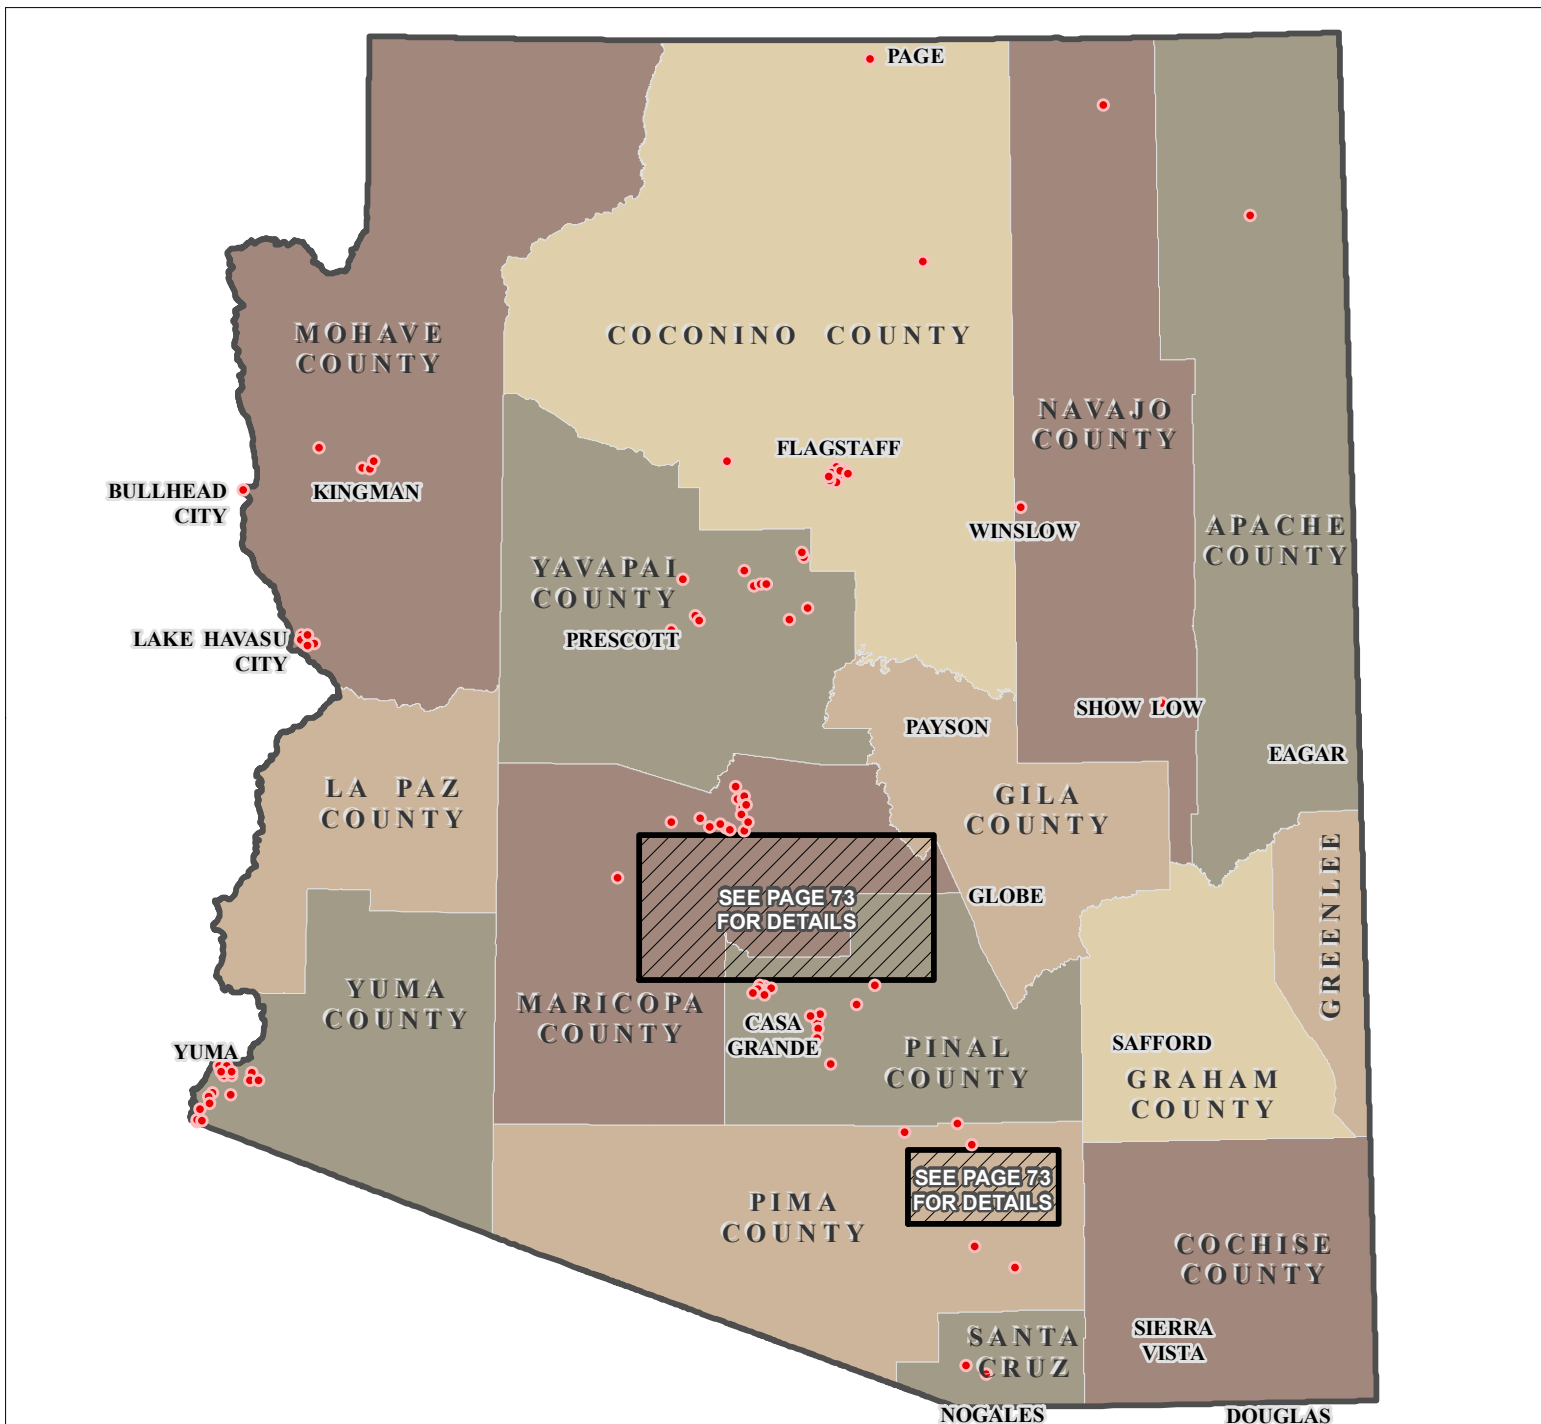 PAGE
MOHAVE
COUNTY
COCONINO COUNTY
NAVAJO
COUNTY
FLAGSTAFF
BULLHEAD
CITY
KINGMAN
WINSLOW
APACHE
COUNTY
YAVAPAI
COUNTY
PRESCOTT
LAKE HAVASU
CITY
SHOW LOW
PAYSON
EAGAR
LA PAZ
COUNTY
GILA
COUNTY
GREENLEE
SEE PAGE 73
FOR DETAILS
GLOBE
YUMA
COUNTY
MARICOPA
COUNTY
CASA
GRANDE
PINAL
COUNTY
SAFFORD
GRAHAM
COUNTY
YUMA
SEE PAGE 73
FOR DETAILS
PIMA
COUNTY
COCHISE
COUNTY
SANTA
CRUZ
SIERRA
VISTA
NOGALES
DOUGLAS